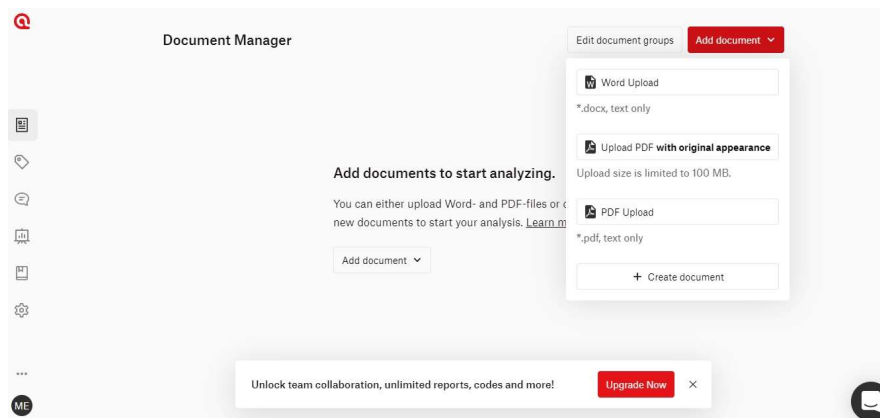 Document Manager
Edit document groups
Add document
Word Upload
*.docx, text only
Upload PDF with original appearance
Upload size is limited to 100 MB.
PDF Upload
*.pdf, text only
+ Create document
Add documents to start analyzing.
You can either upload Word- and PDF-files or
new documents to start your analysis. Learn
Add document
Unlock team collaboration, unlimited reports, codes and more!
Upgrade Now
ME